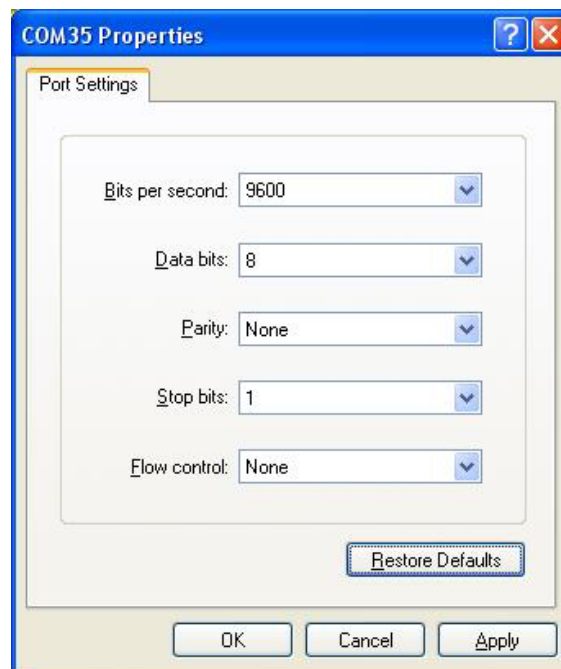 COM35 Properties
Port Settings
Bits per second: 9600
Data bits: 8
Parity: None
Stop bits: 1
Flow control: None
Restore Defaults
OK Cancel Apply